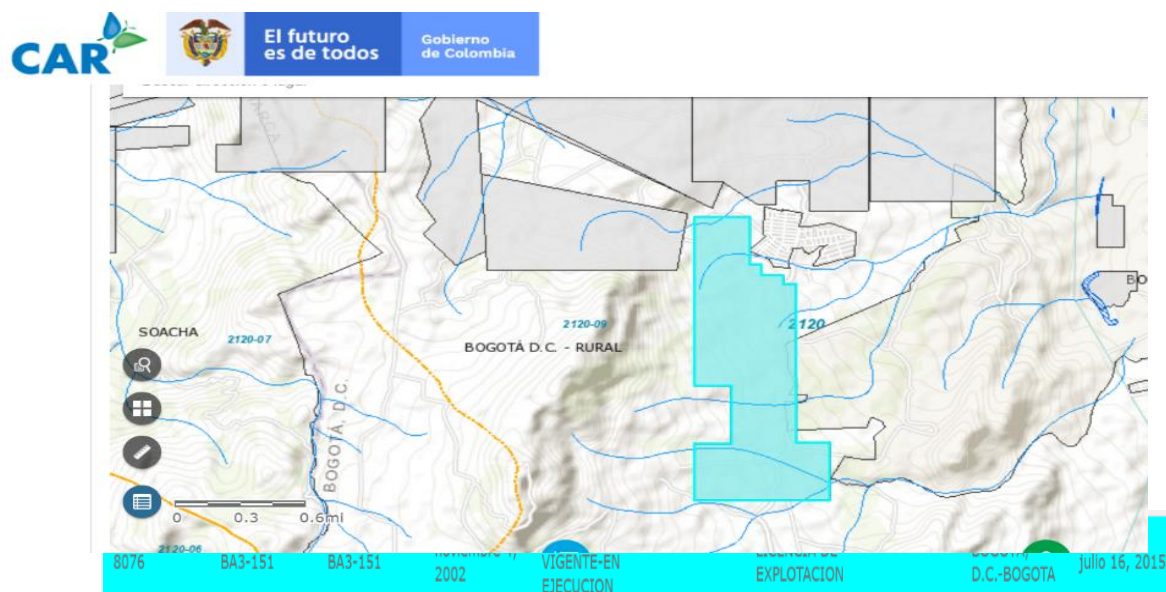 CAR
El futuro
es de todos
Gobierno
de Colombia
SOACHA
2120-07
2120-09
BOGOTÁ D.C. - RURAL
2120
BO
BOGOTÁ, D.C.
0 0.3 0.6mi
2120-06
8076 BA3-151 BA3-151 2002 VIGENTE-EN EJECUCION EXPLOTACION D.C.-BOGOTA julio 16, 2015